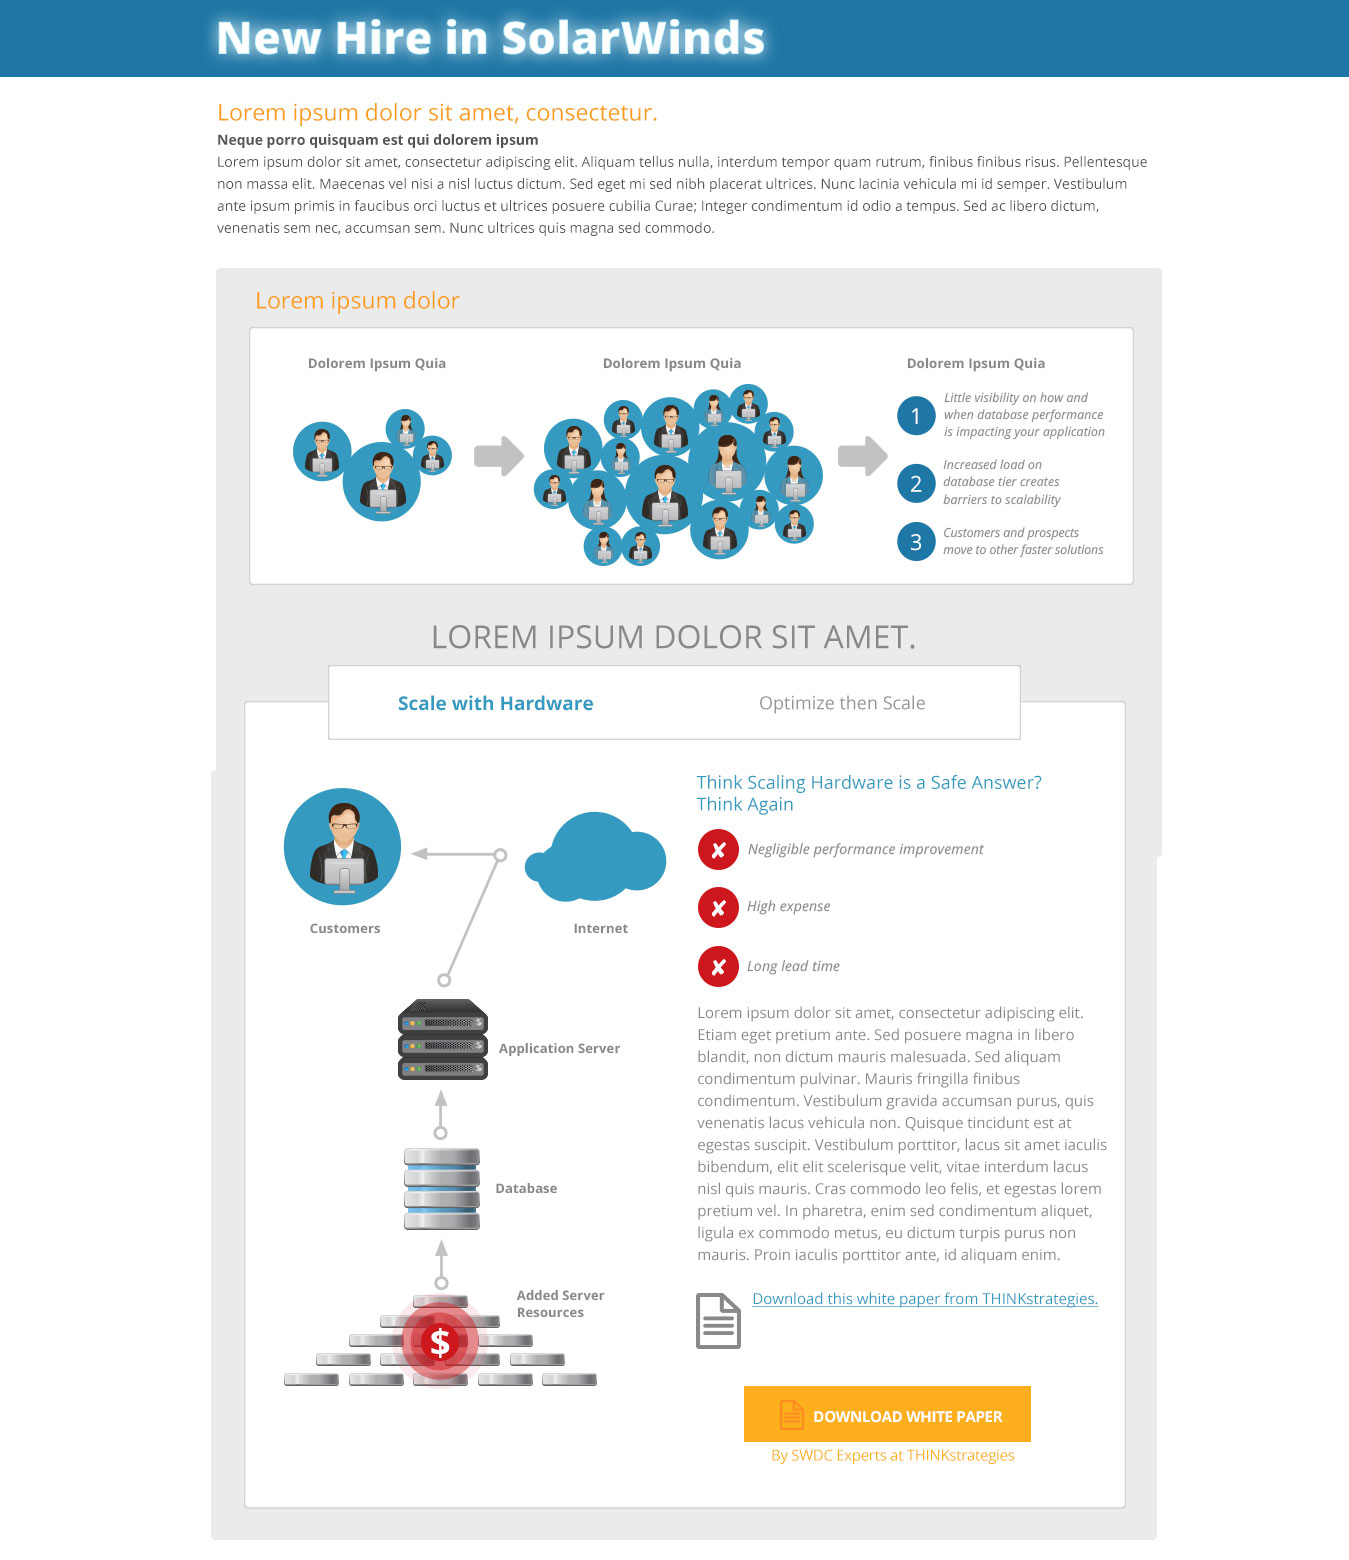 New Hire in SolarWinds
Lorem ipsum dolor sit amet, consectetur.
Neque porro quisquam est qui dolorem ipsum
Lorem ipsum dolor sit amet, consectetur adipiscing elit. Aliquam tellus nulla, interdum tempor quam rutrum, finibus finibus risus. Pellentesque
non massa elit. Maecenas vel nisi a nisl luctus dictum. Sed eget mi sed nibh placerat ultrices. Nunc lacinia vehicula mi id semper. Vestibulum
ante ipsum primis in faucibus orci luctus et ultrices posuere cubilia Curae; Integer condimentum id odio a tempus. Sed ac libero dictum,
venenatis sem nec, accumsan sem. Nunc ultrices quis magna sed commodo.
Lorem ipsum dolor
Dolorem Ipsum Quia
Dolorem Ipsum Quia
Dolorem Ipsum Quia
1
Little visibility on how and
when database performance
is impacting your application
2
Increased load on
database tier creates
barriers to scalability
3
Customers and prospects
move to other faster solutions
LOREM IPSUM DOLOR SIT AMET.
Scale with Hardware
Optimize then Scale
Customers
Internet
Application Server
Database
Added Server
Resources
$
Think Scaling Hardware is a Safe Answer?
Think Again
Negligible performance improvement
High expense
Long lead time
Lorem ipsum dolor sit amet, consectetur adipiscing elit.
Etiam eget pretium ante. Sed posuere magna in libero
blandit, non dictum mauris malesuada. Sed aliquam
condimentum pulvinar. Mauris fringilla finibus
condimentum. Vestibulum gravida accumsan purus, quis
venenatis lacus vehicula non. Quisque tincidunt est at
egestas suscipit. Vestibulum porttitor, lacus sit amet iaculis
bibendum, elit elit scelerisque velit, vitae interdum lacus
nisl quis mauris. Cras commodo leo felis, et egestas lorem
pretium vel. In pharetra, enim sed condimentum aliquet,
ligula ex commodo metus, eu dictum turpis purus non
mauris. Proin iaculis porttitor ante, id aliquam enim.
Download this white paper from THINKstrategies.
DOWNLOAD WHITE PAPER
By SWDC Experts at THINKstrategies